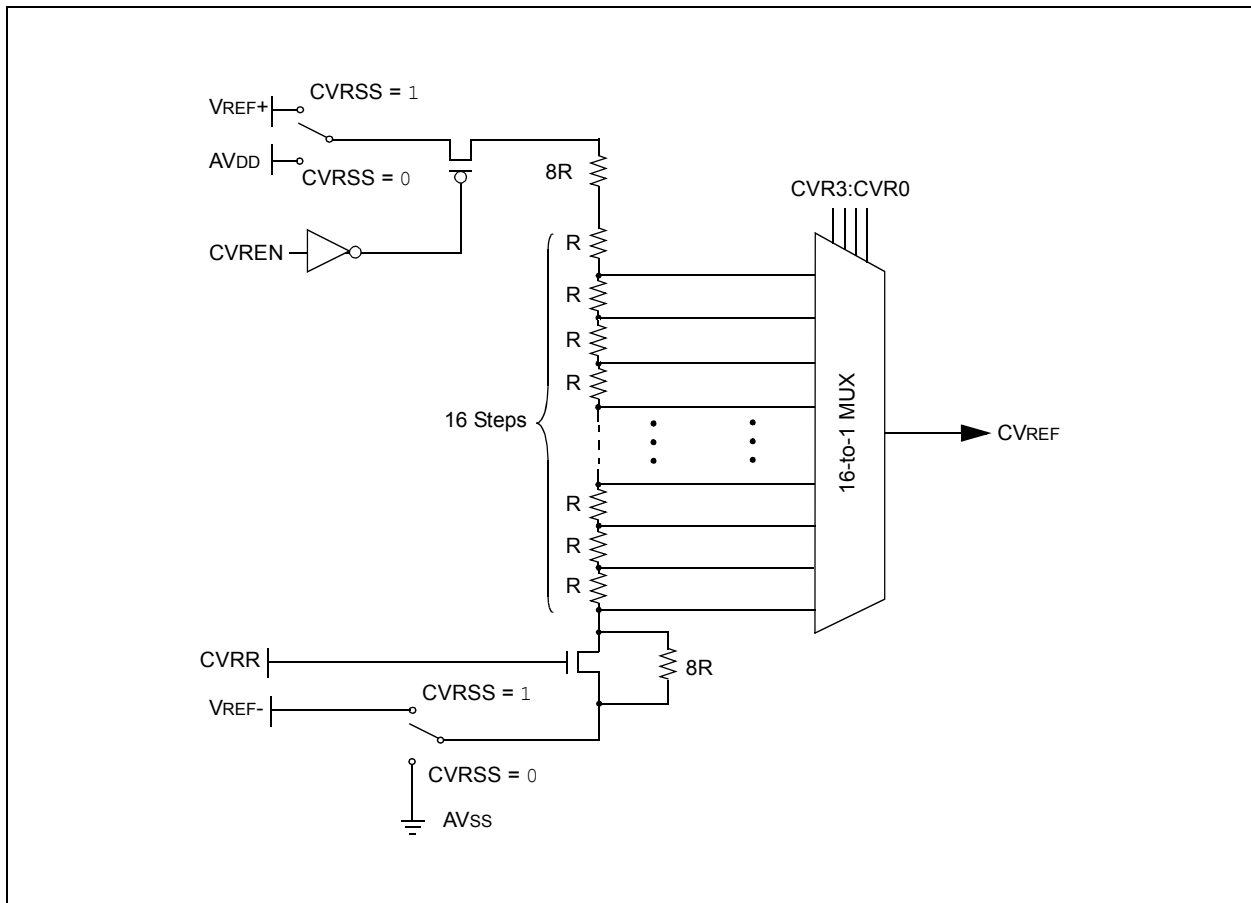 CVRSS = 1
VREF+
AVDD
CVRSS = 0
8R
CVR3:CVR0
CVREN
R
R
R
R
16 Steps
16-to-1 MUX
CVREF
R
R
R
CVRR
8R
CVRSS = 1
VREF-
CVRSS = 0
AVSS